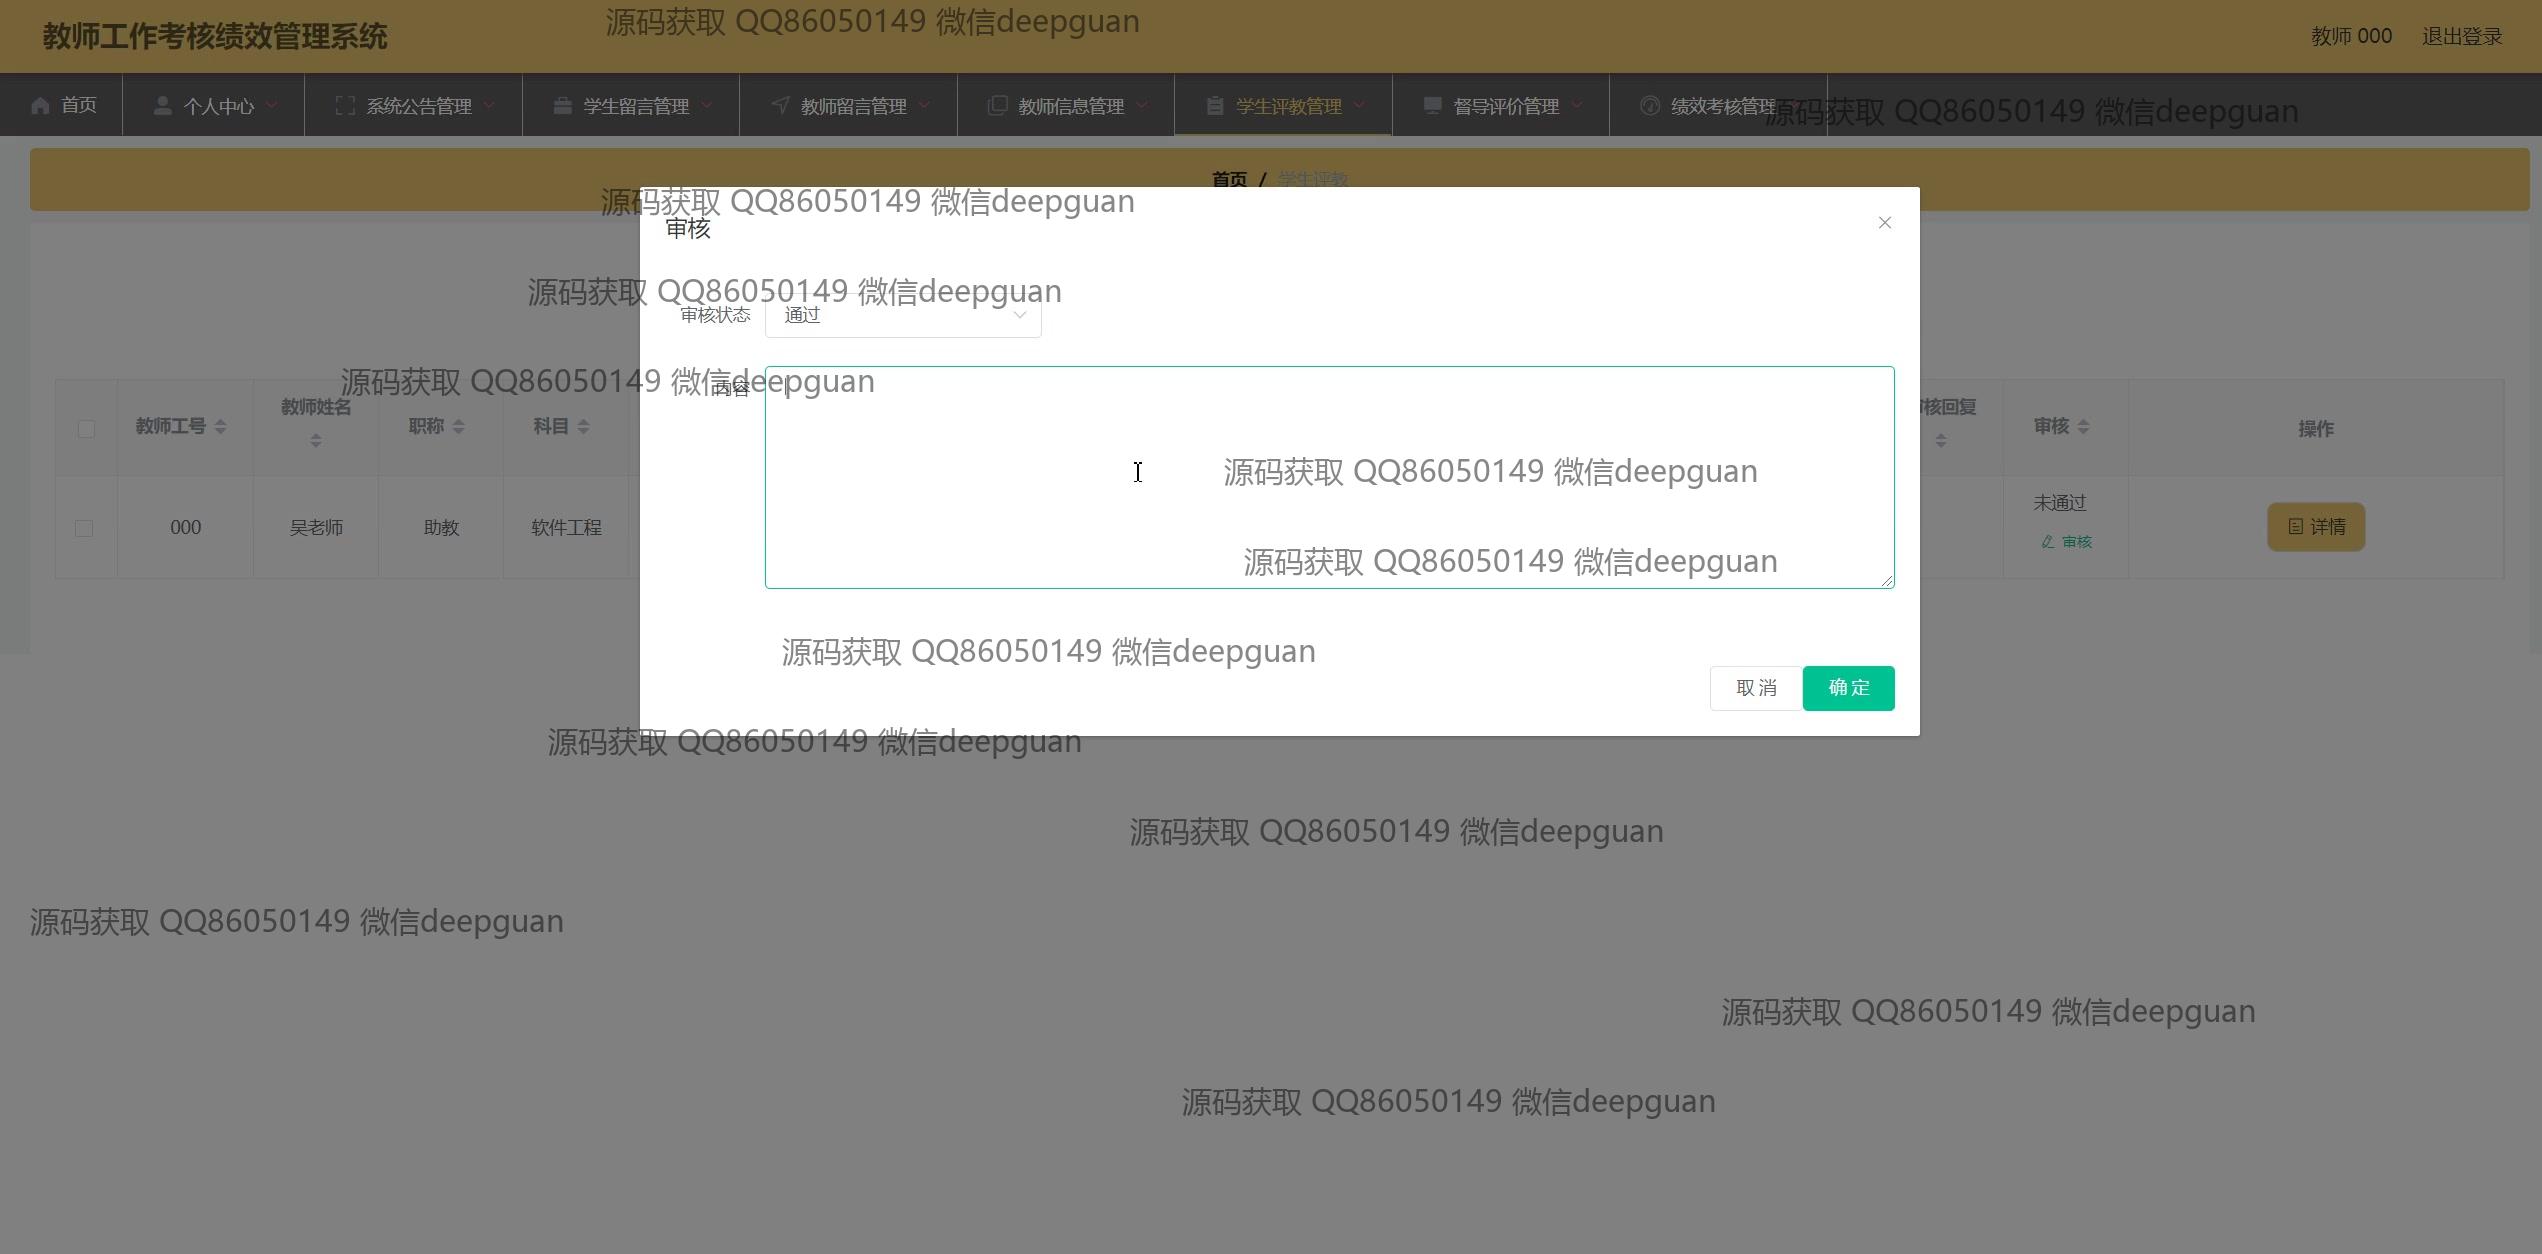 源码获取 QQ86050149 微信deepguan
教师工作考核绩效管理系统
教师 000 退出登录
首页 个人中心 系统公告管理 学生留言管理 教师留言管理 教师信息管理 学生评教管理 督导评价管理 绩效考核管理
源码获取 QQ86050149 微信deepguan
首页 / 学生评教
源码获取 QQ86050149 微信deepguan
审核
源码获取 QQ86050149 微信deepguan
审核状态 通过
源码获取 QQ86050149 微信deepguan
内容
教师工号 教师姓名 职称 科目 核回复 审核 操作
源码获取 QQ86050149 微信deepguan
000 吴老师 助教 软件工程 未通过 详情
审核
源码获取 QQ86050149 微信deepguan
源码获取 QQ86050149 微信deepguan
取消 确定
源码获取 QQ86050149 微信deepguan
源码获取 QQ86050149 微信deepguan
源码获取 QQ86050149 微信deepguan
源码获取 QQ86050149 微信deepguan
源码获取 QQ86050149 微信deepguan